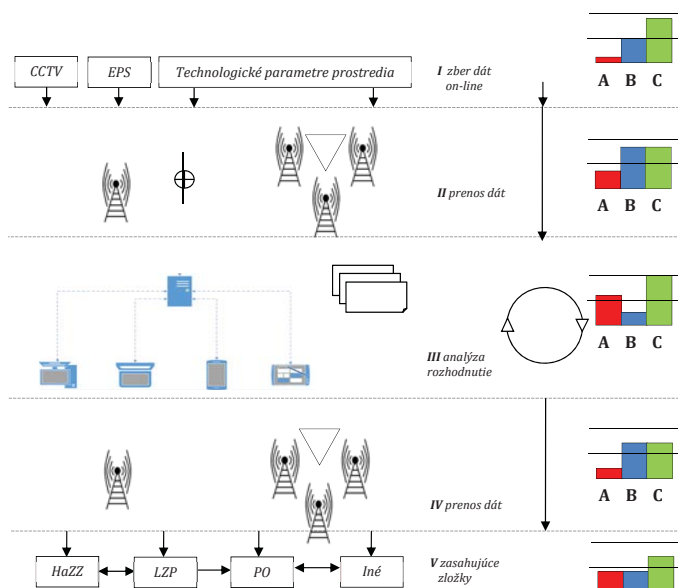 CCTV
EPS
Technologické parametre prostredia
I zber dát
on-line
A B C
II prenos dát
A B C
III analýza
rozhodnutie
A B C
IV prenos dát
A B C
HaZZ
LZP
PO
Iné
V zasahujúce
zložky